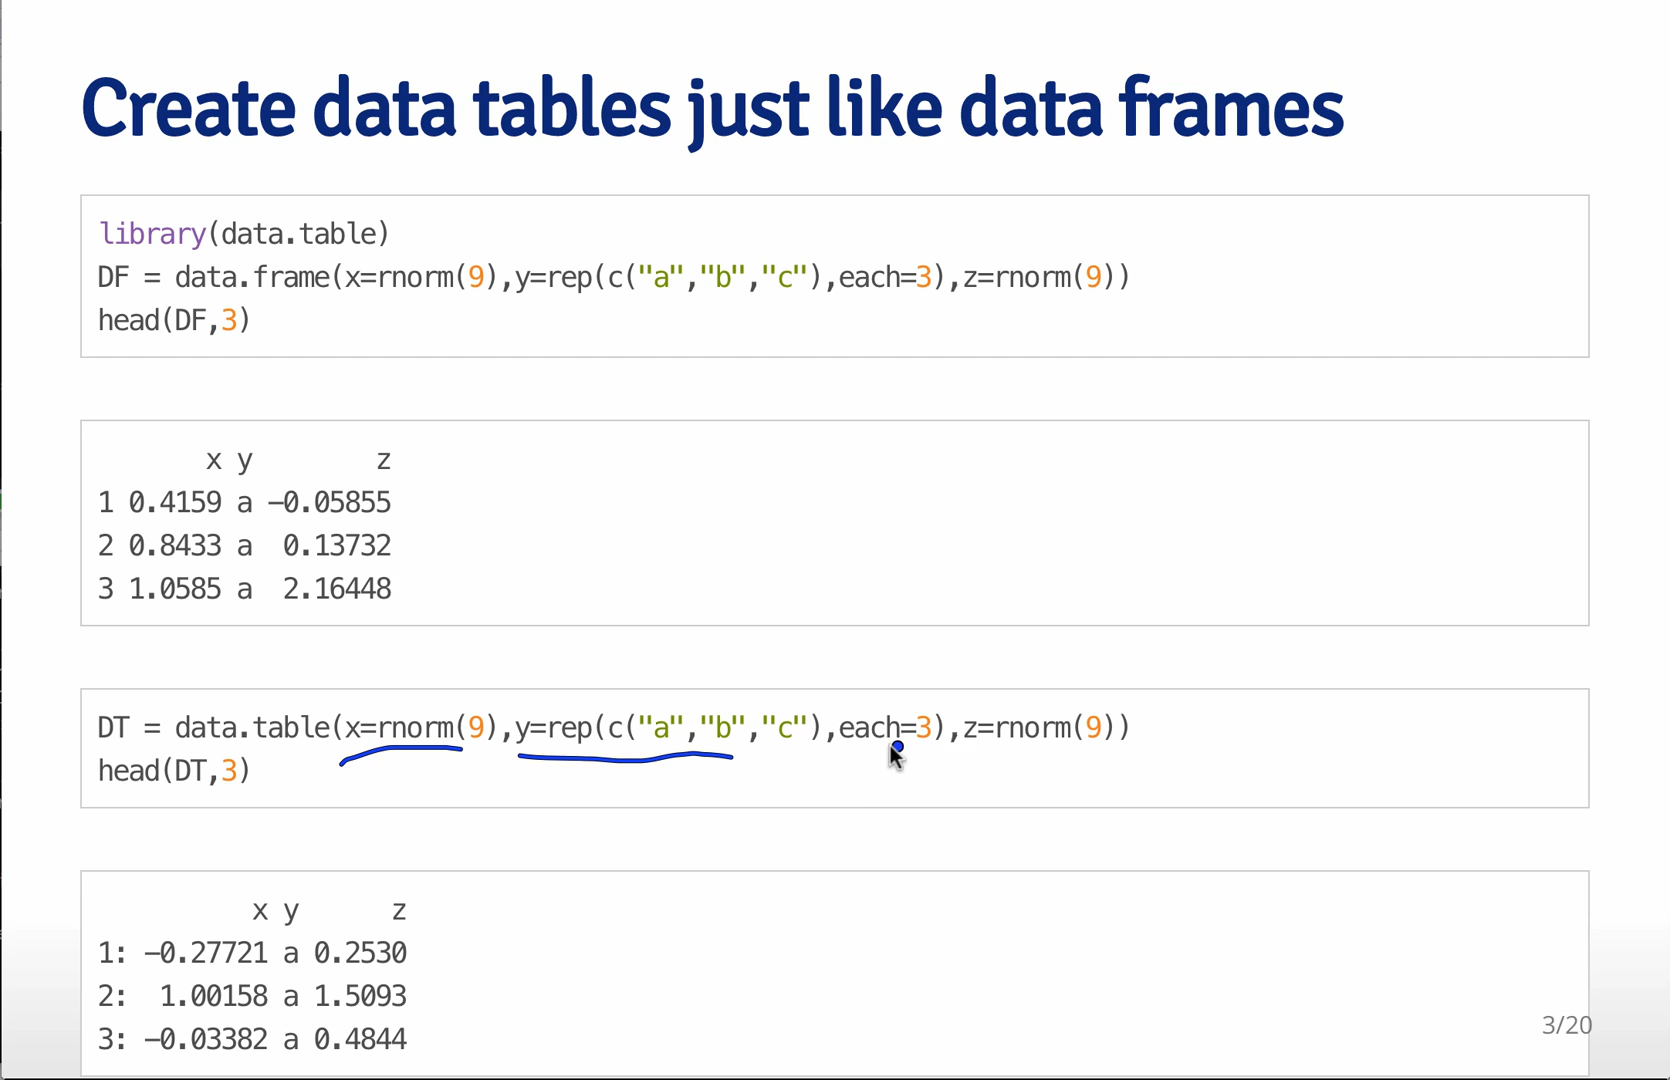 Create data tables just like data frames
library(data.table)
DF = data.frame(x=rnorm(9),y=rep(c("a","b","c"),each=3),z=rnorm(9))
head(DF,3)
       x y        z
1 0.4159 a −0.05855
2 0.8433 a  0.13732
3 1.0585 a  2.16448
DT = data.table(x=rnorm(9),y=rep(c("a","b","c"),each=3),z=rnorm(9))
head(DT,3)
          x y      z
1: −0.27721 a 0.2530
2:  1.00158 a 1.5093
3: −0.03382 a 0.4844
3/20